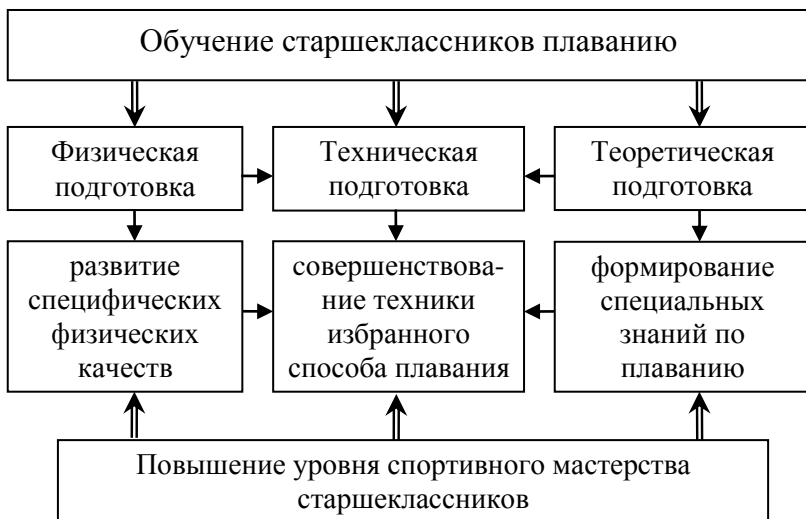 Обучение старшеклассников плаванию
Физическая
подготовка
Техническая
подготовка
Теоретическая
подготовка
развитие
специфических
физических
качеств
совершенствова-
ние техники
избранного
способа плавания
формирование
специальных
знаний по
плаванию
Повышение уровня спортивного мастерства
старшеклассников